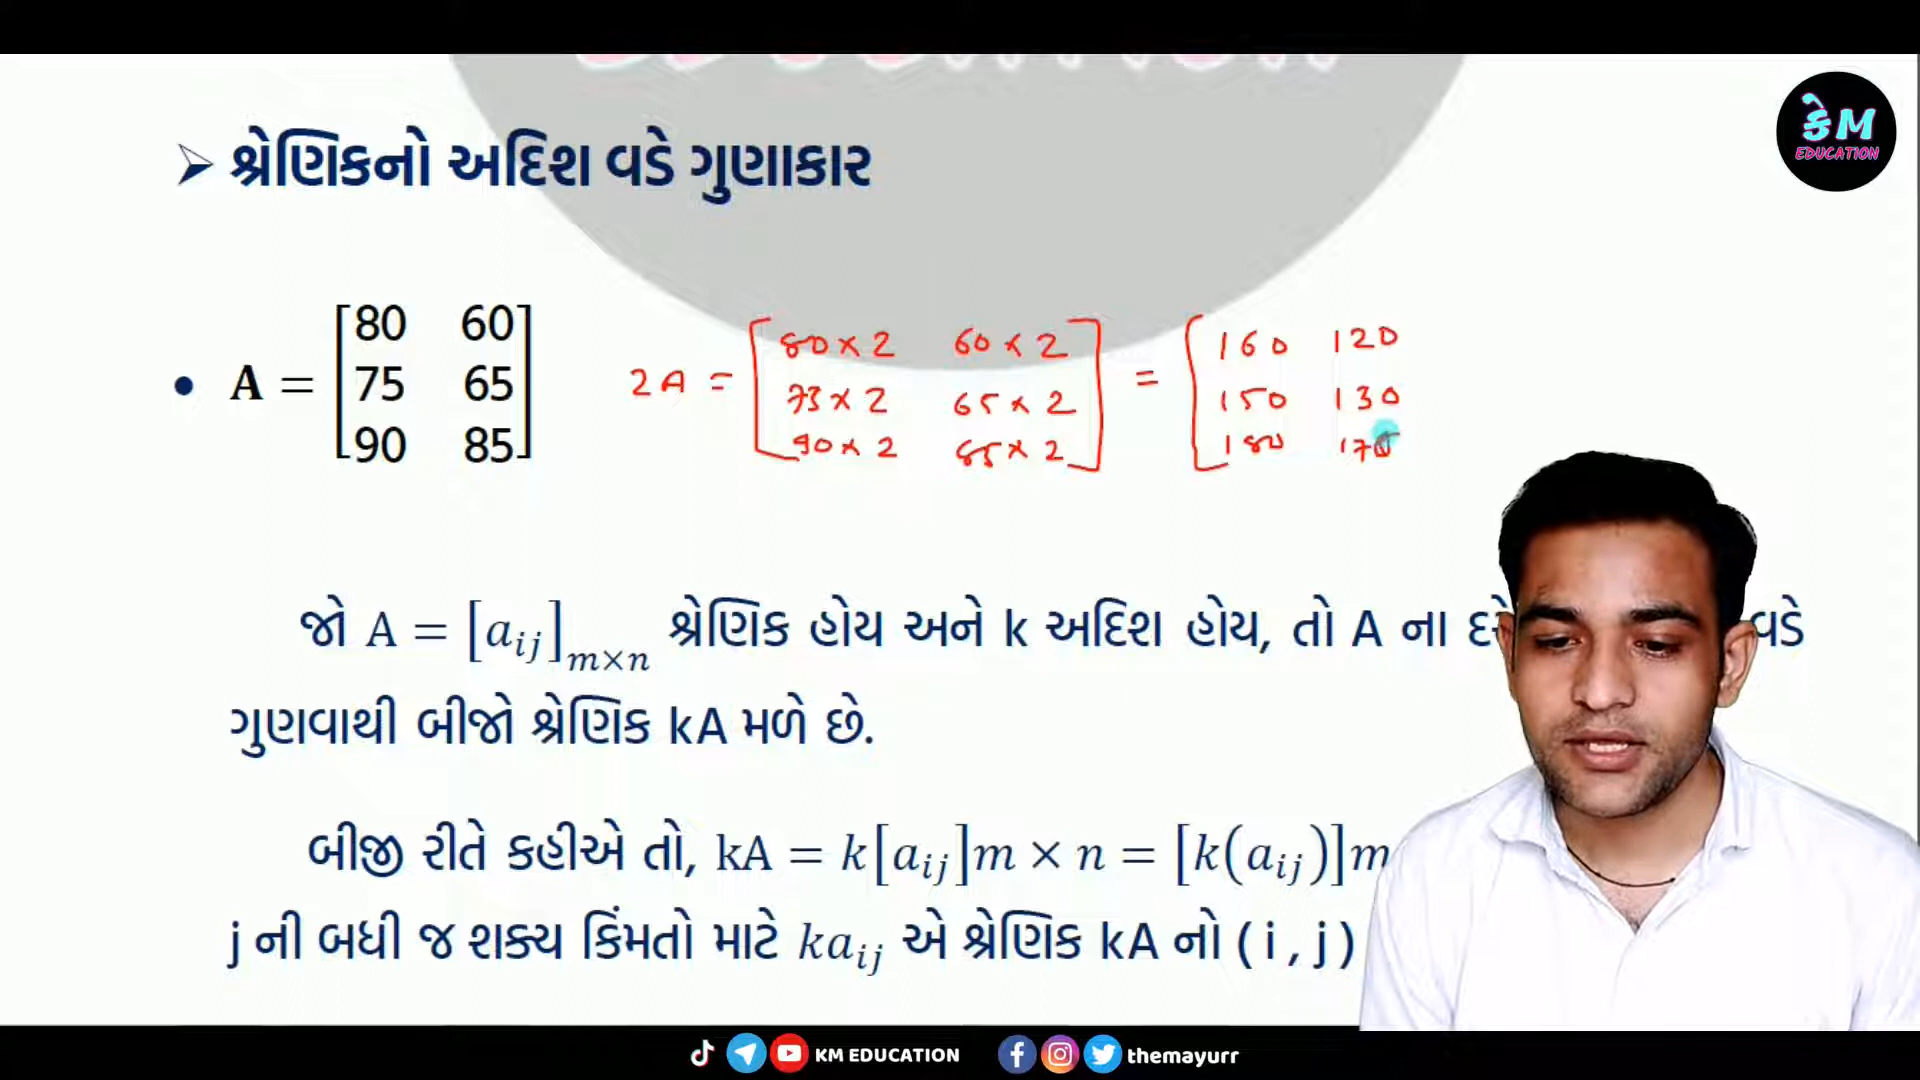 કેM
EDUCATION
➢ શ્રેણિકનો અદિશ વડે ગુણાકાર
• A = [80 60
75 65
90 85]
2A = [80 × 2 60 × 2
75 × 2 65 × 2
90 × 2 85 × 2]
= [160 120
150 130
180 170
જો A = [aij]m×n શ્રેણિક હોય અને k અદિશ હોય, તો A ના વડે
ગુણવાથી બીજો શ્રેણિક kA મળે છે.
બીજી રીતે કહીએ તો, kA = k[aij]m × n = [k(aij)]m
j ની બધી જ શક્ય કિંમતો માટે kaij એ શ્રેણિક kA નો ( i , j )
KM EDUCATION themayurr